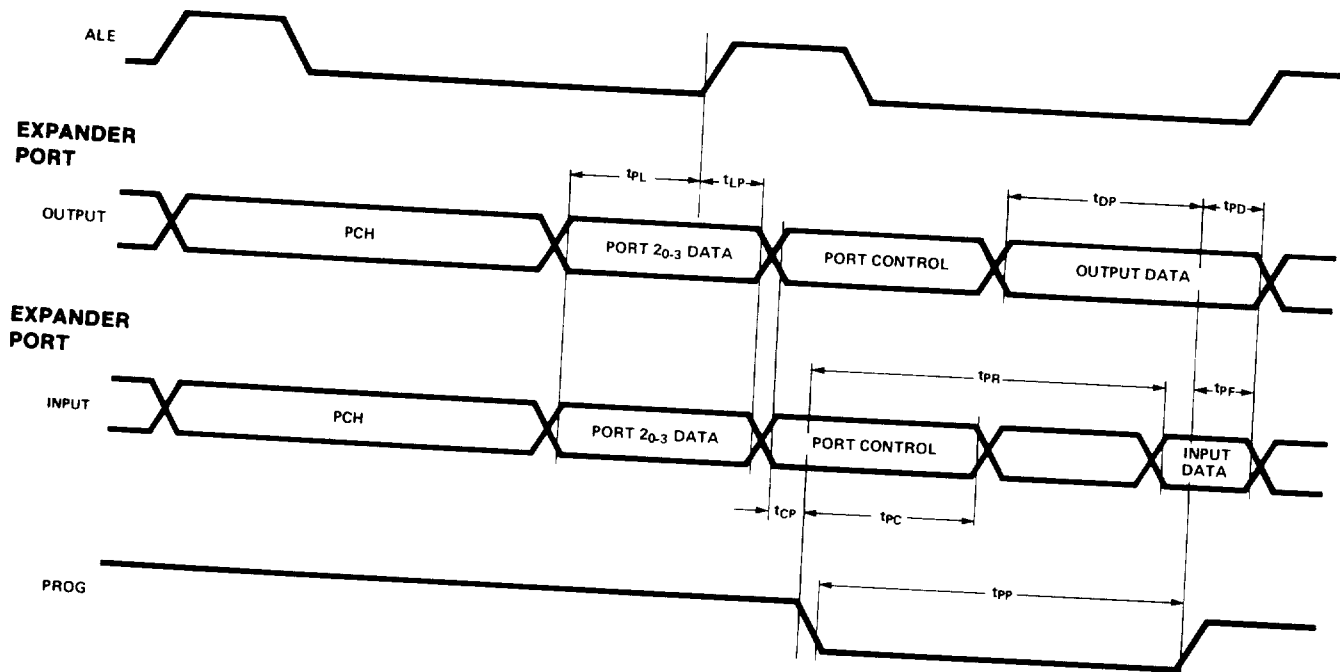 ALE
EXPANDER
PORT
tPL
tLP
tDP
tPD
OUTPUT
PCH
PORT 20-3 DATA
PORT CONTROL
OUTPUT DATA
EXPANDER
PORT
tPR
tPF
INPUT
PCH
PORT 20-3 DATA
PORT CONTROL
INPUT
DATA
tCP
tPC
PROG
tPP